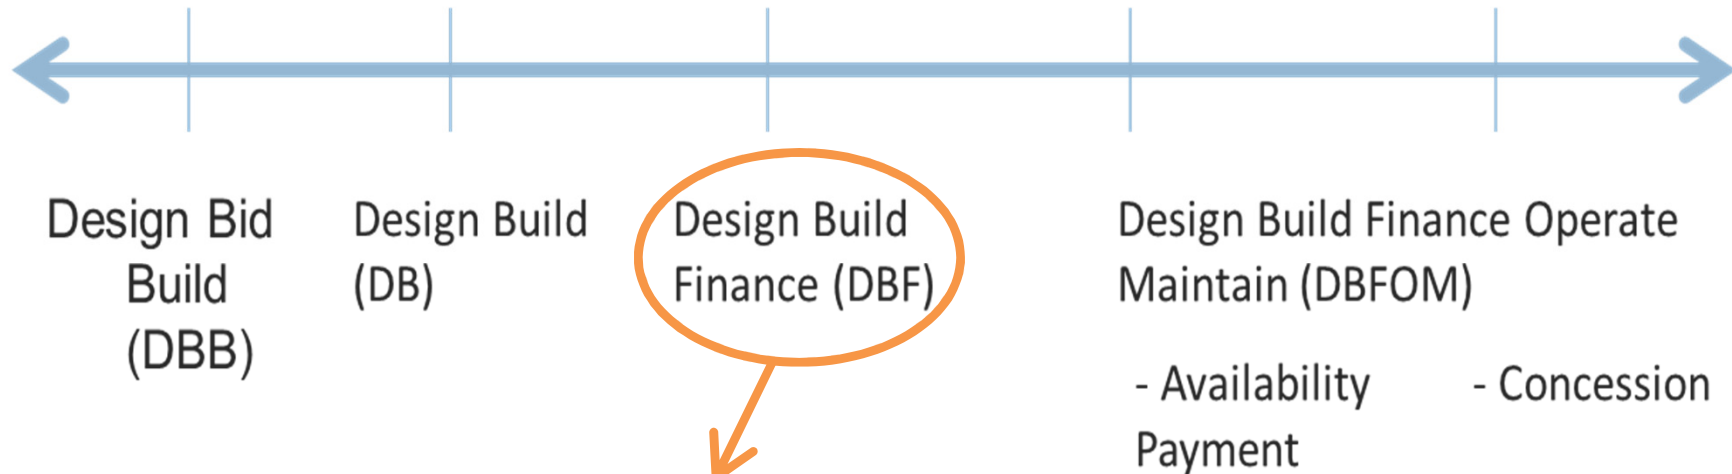 Design Bid
Build
(DBB)
Design Build
(DB)
Design Build
Finance (DBF)
Design Build Finance Operate
Maintain (DBFOM)
- Availability
Payment
- Concession